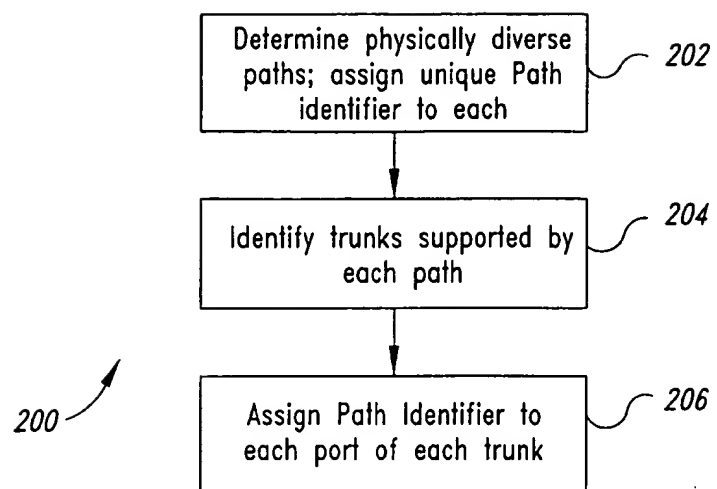 Determine physically diverse
paths; assign unique Path
identifier to each
202
Identify trunks supported by
each path
204
Assign Path Identifier to
each port of each trunk
206
200